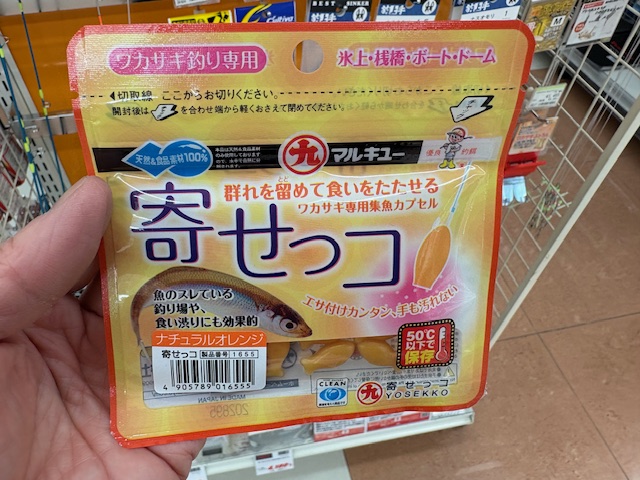 ワカサギ釣り専用
氷上・桟橋・ボート・ドーム
切取線 ここからお切りください。
開封後は を合わせ端から軽くおさえて閉めてください。
天然&食品素材100%
九 マルキュー
群れを留めて食いをたたせる
ワカサギ専用集魚カプセル
寄せっコ
エサ付けカンタン、手も汚れない
魚のスレている
釣り場や、
食い渋りにも効果的
ナチュラルオレンジ
寄せっコ 製品番号 1655
4 905789 016555
50℃
以下で
保存
CLEAN
九 寄せっコ
YOSEKKO